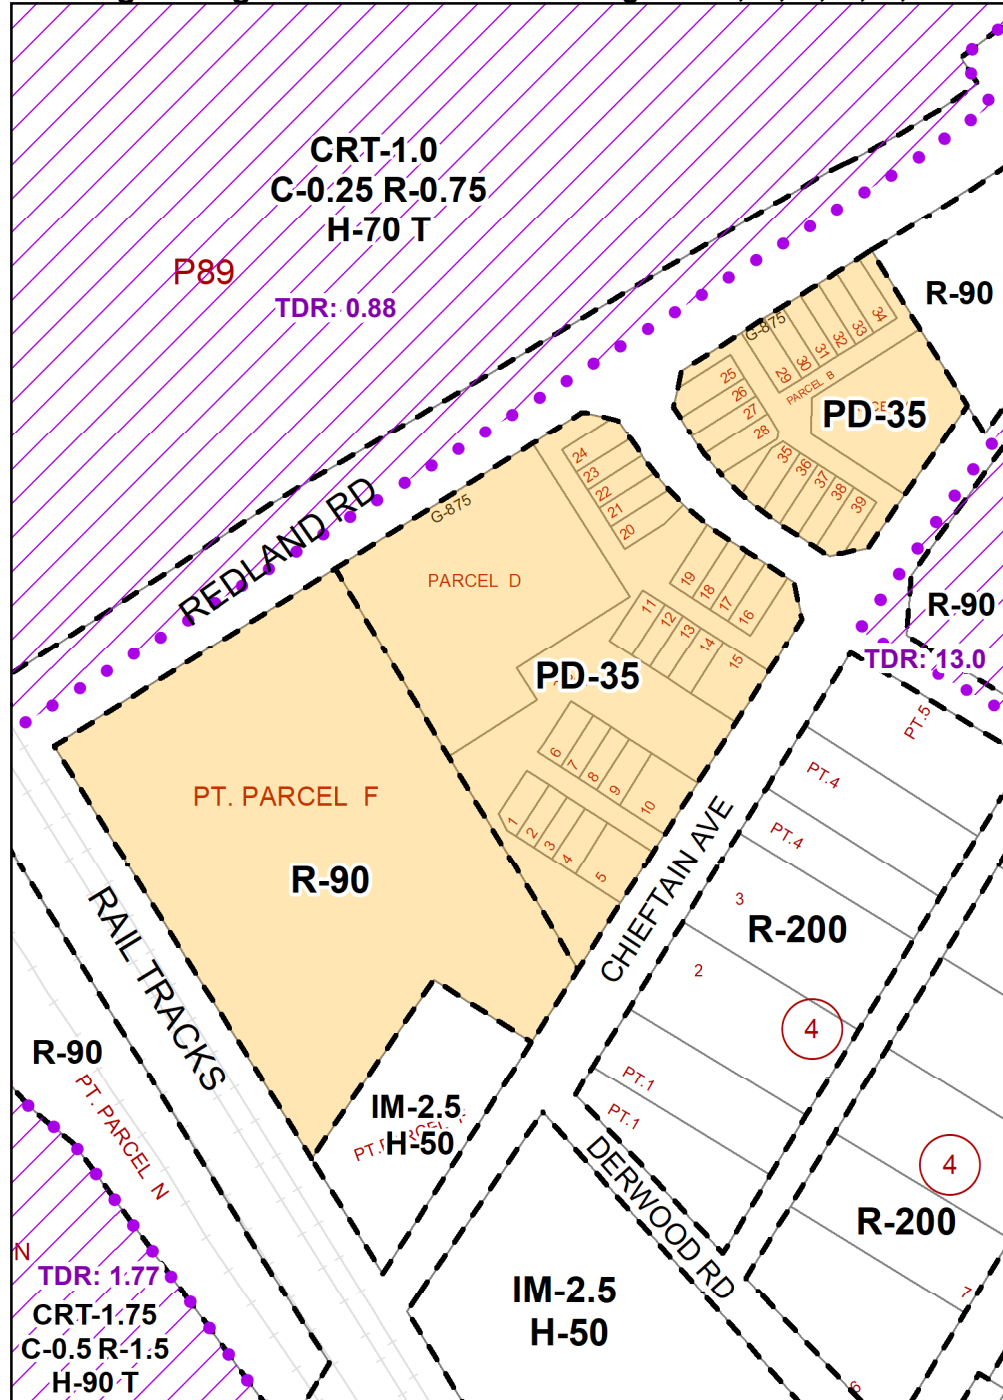 CRT-1.0
C-0.25 R-0.75
H-70 T
P89
TDR: 0.88
R-90
G-875
34
33
32
31
30
29
PARCEL B
25
26
27
28
PD-35
35
36
37
38
39
REDLAND RD
G-875
24
23
22
21
20
PARCEL D
19
18
17
16
11
12
13
14
15
R-90
TDR: 13.0
PD-35
6
7
8
9
10
1
2
3
4
5
PT.5
PT.4
PT.4
3
R-200
2
4
PT. PARCEL F
R-90
CHIEFTAIN AVE
RAIL TRACKS
R-90
PT. PARCEL N
IM-2.5
H-50
PT.1
PT.1
DERWOOD RD
4
R-200
7
N
TDR: 1.77
CRT-1.75
C-0.5 R-1.5
H-90 T
IM-2.5
H-50